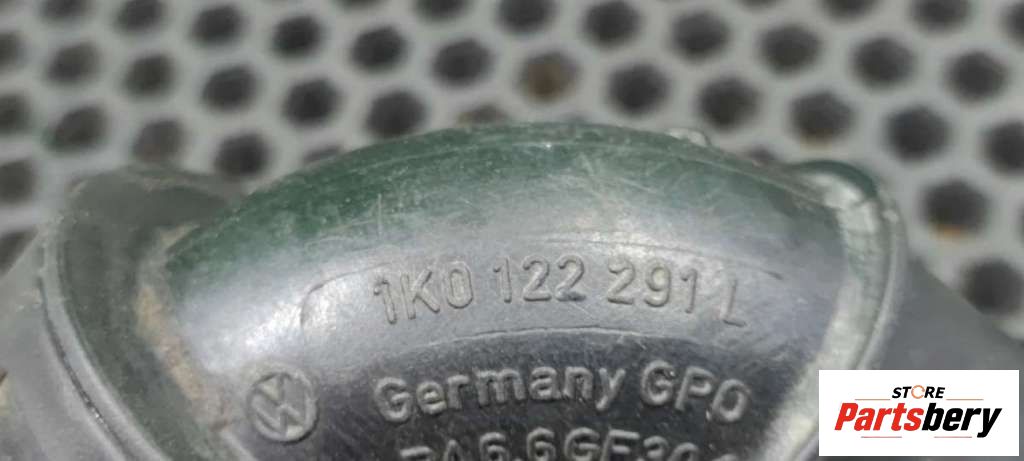 1K0 122 291 L
Germany GPO
STORE
Partsbery